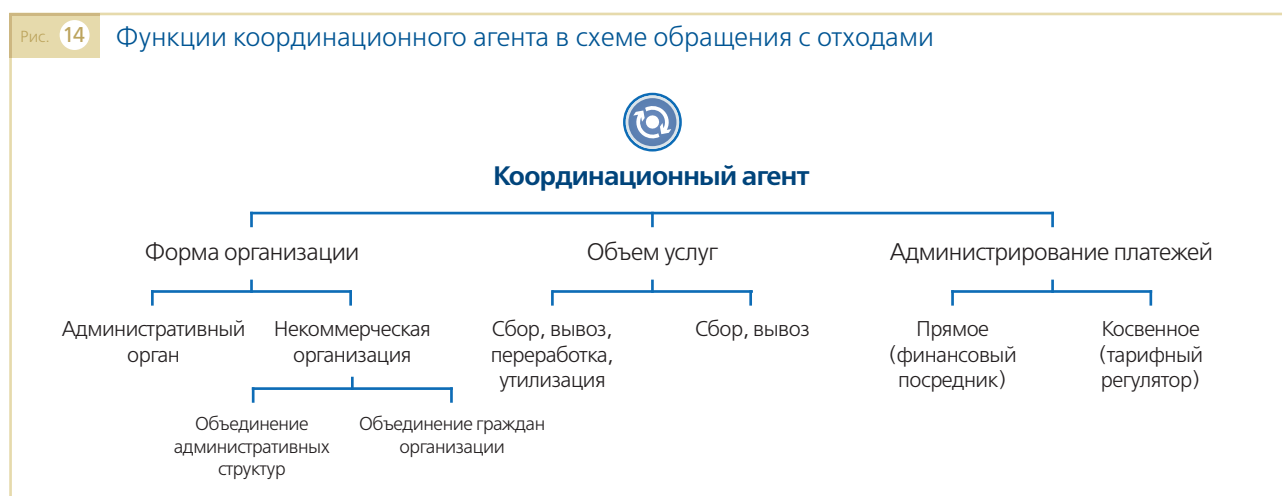 Рис. 14 Функции координационного агента в схеме обращения с отходами
Координационный агент
Форма организации
Объем услуг
Администрирование платежей
Административный
орган
Некоммерческая
организация
Сбор, вывоз,
переработка,
утилизация
Сбор, вывоз
Прямое
(финансовый
посредник)
Косвенное
(тарифный
регулятор)
Объединение
административных
структур
Объединение граждан
организации